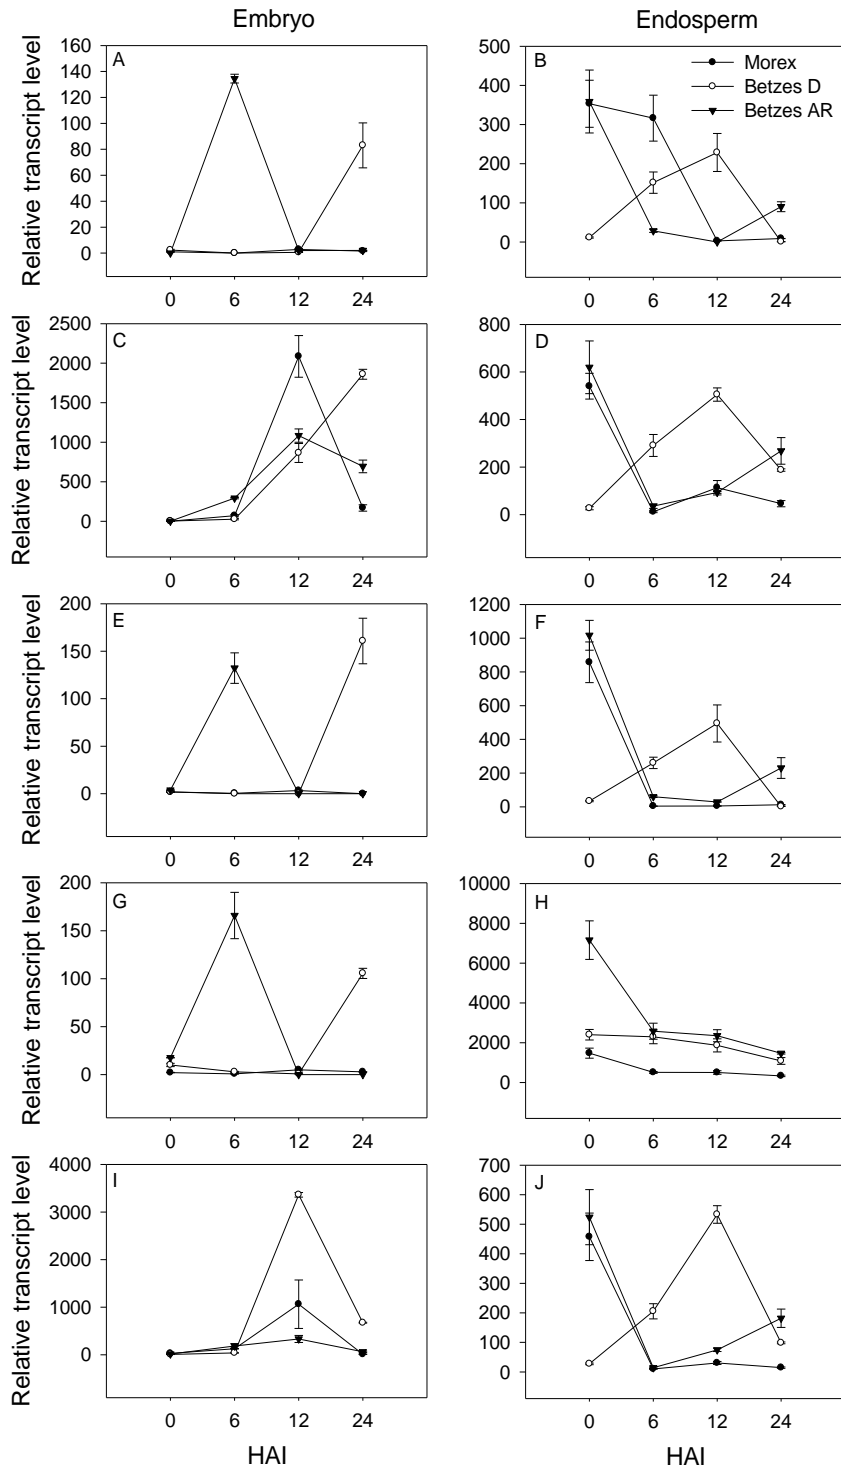 Embryo
Endosperm
Relative transcript level
A
160
140
120
100
80
60
40
20
0
0 6 12 24
B
Morex
Betzes D
Betzes AR
500
400
300
200
100
0
0 6 12 24
Relative transcript level
C
2500
2000
1500
1000
500
0
0 6 12 24
D
800
600
400
200
0
0 6 12 24
Relative transcript level
E
200
150
100
50
0
0 6 12 24
F
1200
1000
800
600
400
200
0
0 6 12 24
Relative transcript level
G
200
150
100
50
0
0 6 12 24
H
10000
8000
6000
4000
2000
0
0 6 12 24
Relative transcript level
I
4000
3000
2000
1000
0
0 6 12 24
HAI
J
700
600
500
400
300
200
100
0
0 6 12 24
HAI